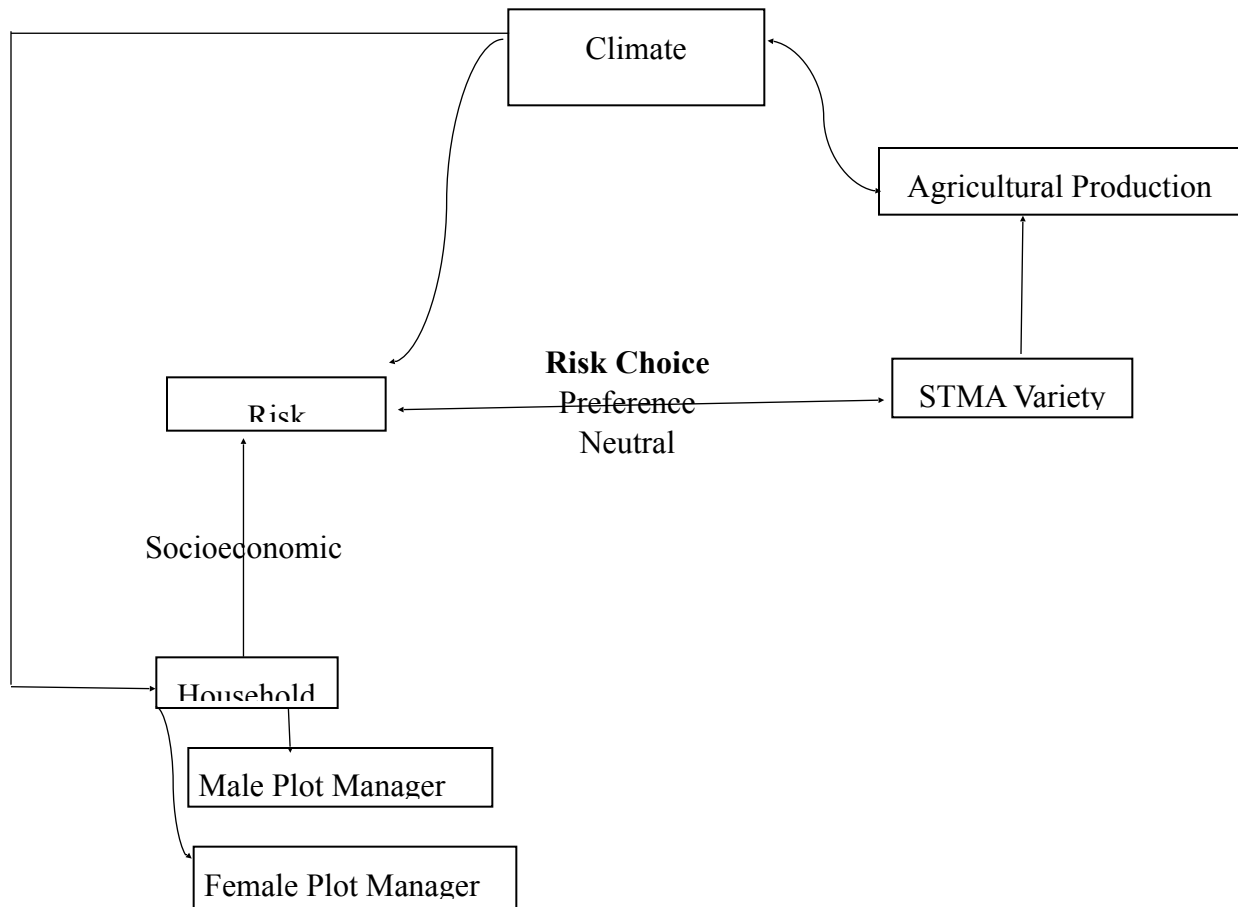 Climate
Agricultural Production
Risk Choice
Preference
Neutral
STMA Variety
Risk
Socioeconomic
Household
Male Plot Manager
Female Plot Manager